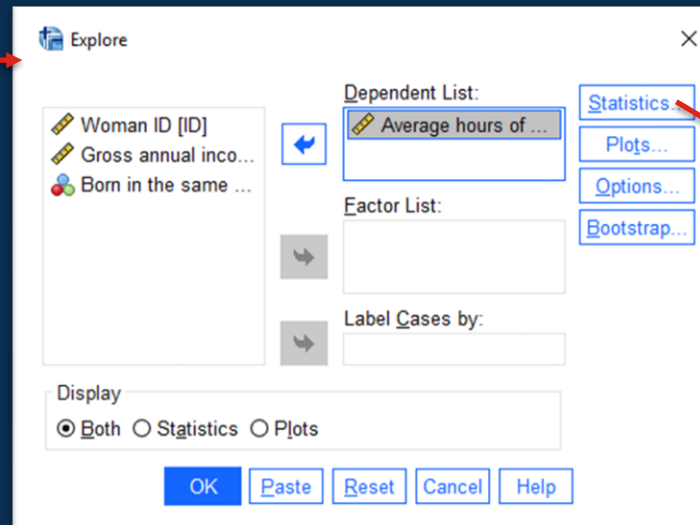 Explore
Woman ID [ID]
Gross annual inco...
Born in the same ...
Dependent List:
Average hours of ...
Factor List:
Label Cases by:
Statistics...
Plots...
Options...
Bootstrap...
Display
Both Statistics Plots
OK Paste Reset Cancel Help